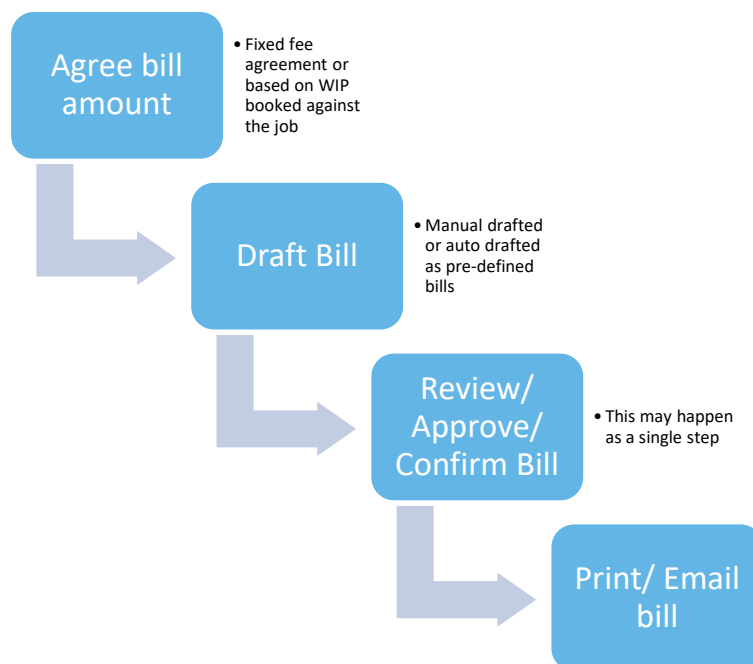 Agree bill
amount
• Fixed fee
agreement or
based on WIP
booked against
the job
Draft Bill
• Manual drafted
or auto drafted
as pre-defined
bills
Review/
Approve/
Confirm Bill
• This may happen
as a single step
Print/ Email
bill